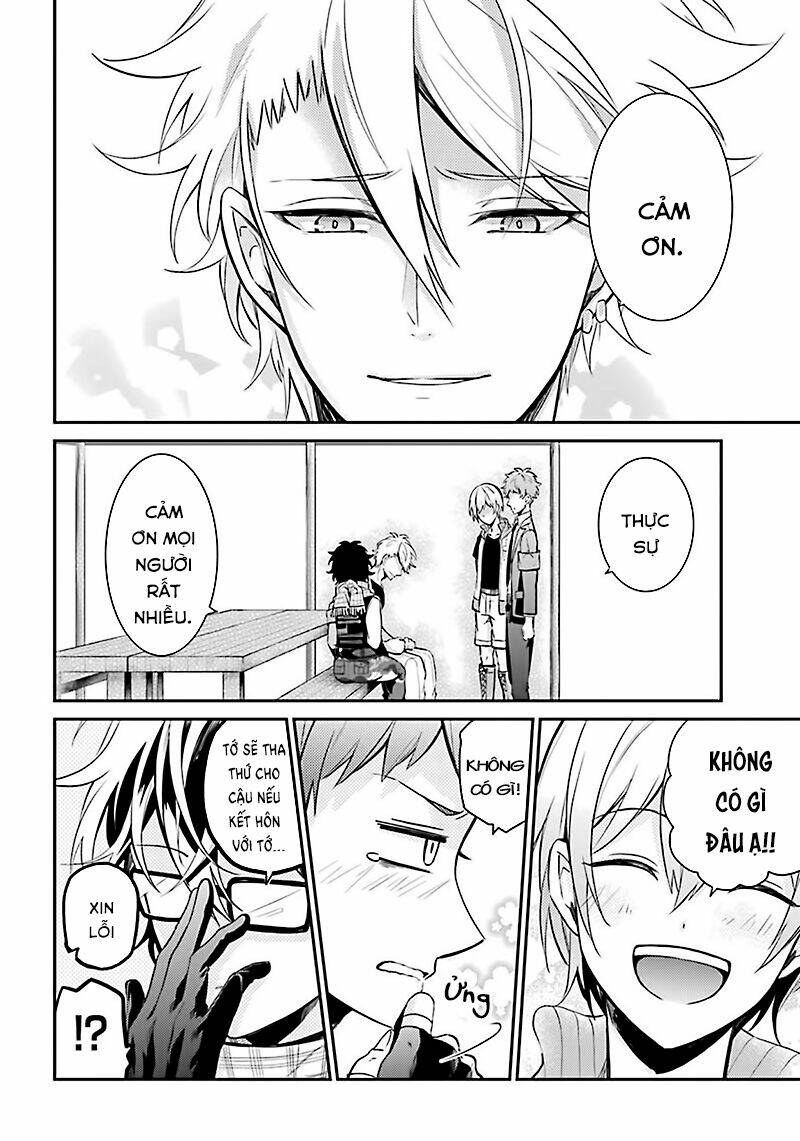 CẢM
ƠN.
THỰC
SỰ
CẢM
ƠN MỌI
NGƯỜI
RẤT
NHIỀU.
KHÔNG
CÓ GÌ
ĐÂU Ạ!!
KHÔNG
CÓ GÌ!
Ửng
TỚ SẼ THA
THỨ CHO
CẬU NẾU
KẾT HÔN
VỚI TỚ...
XIN
LỖI
!?